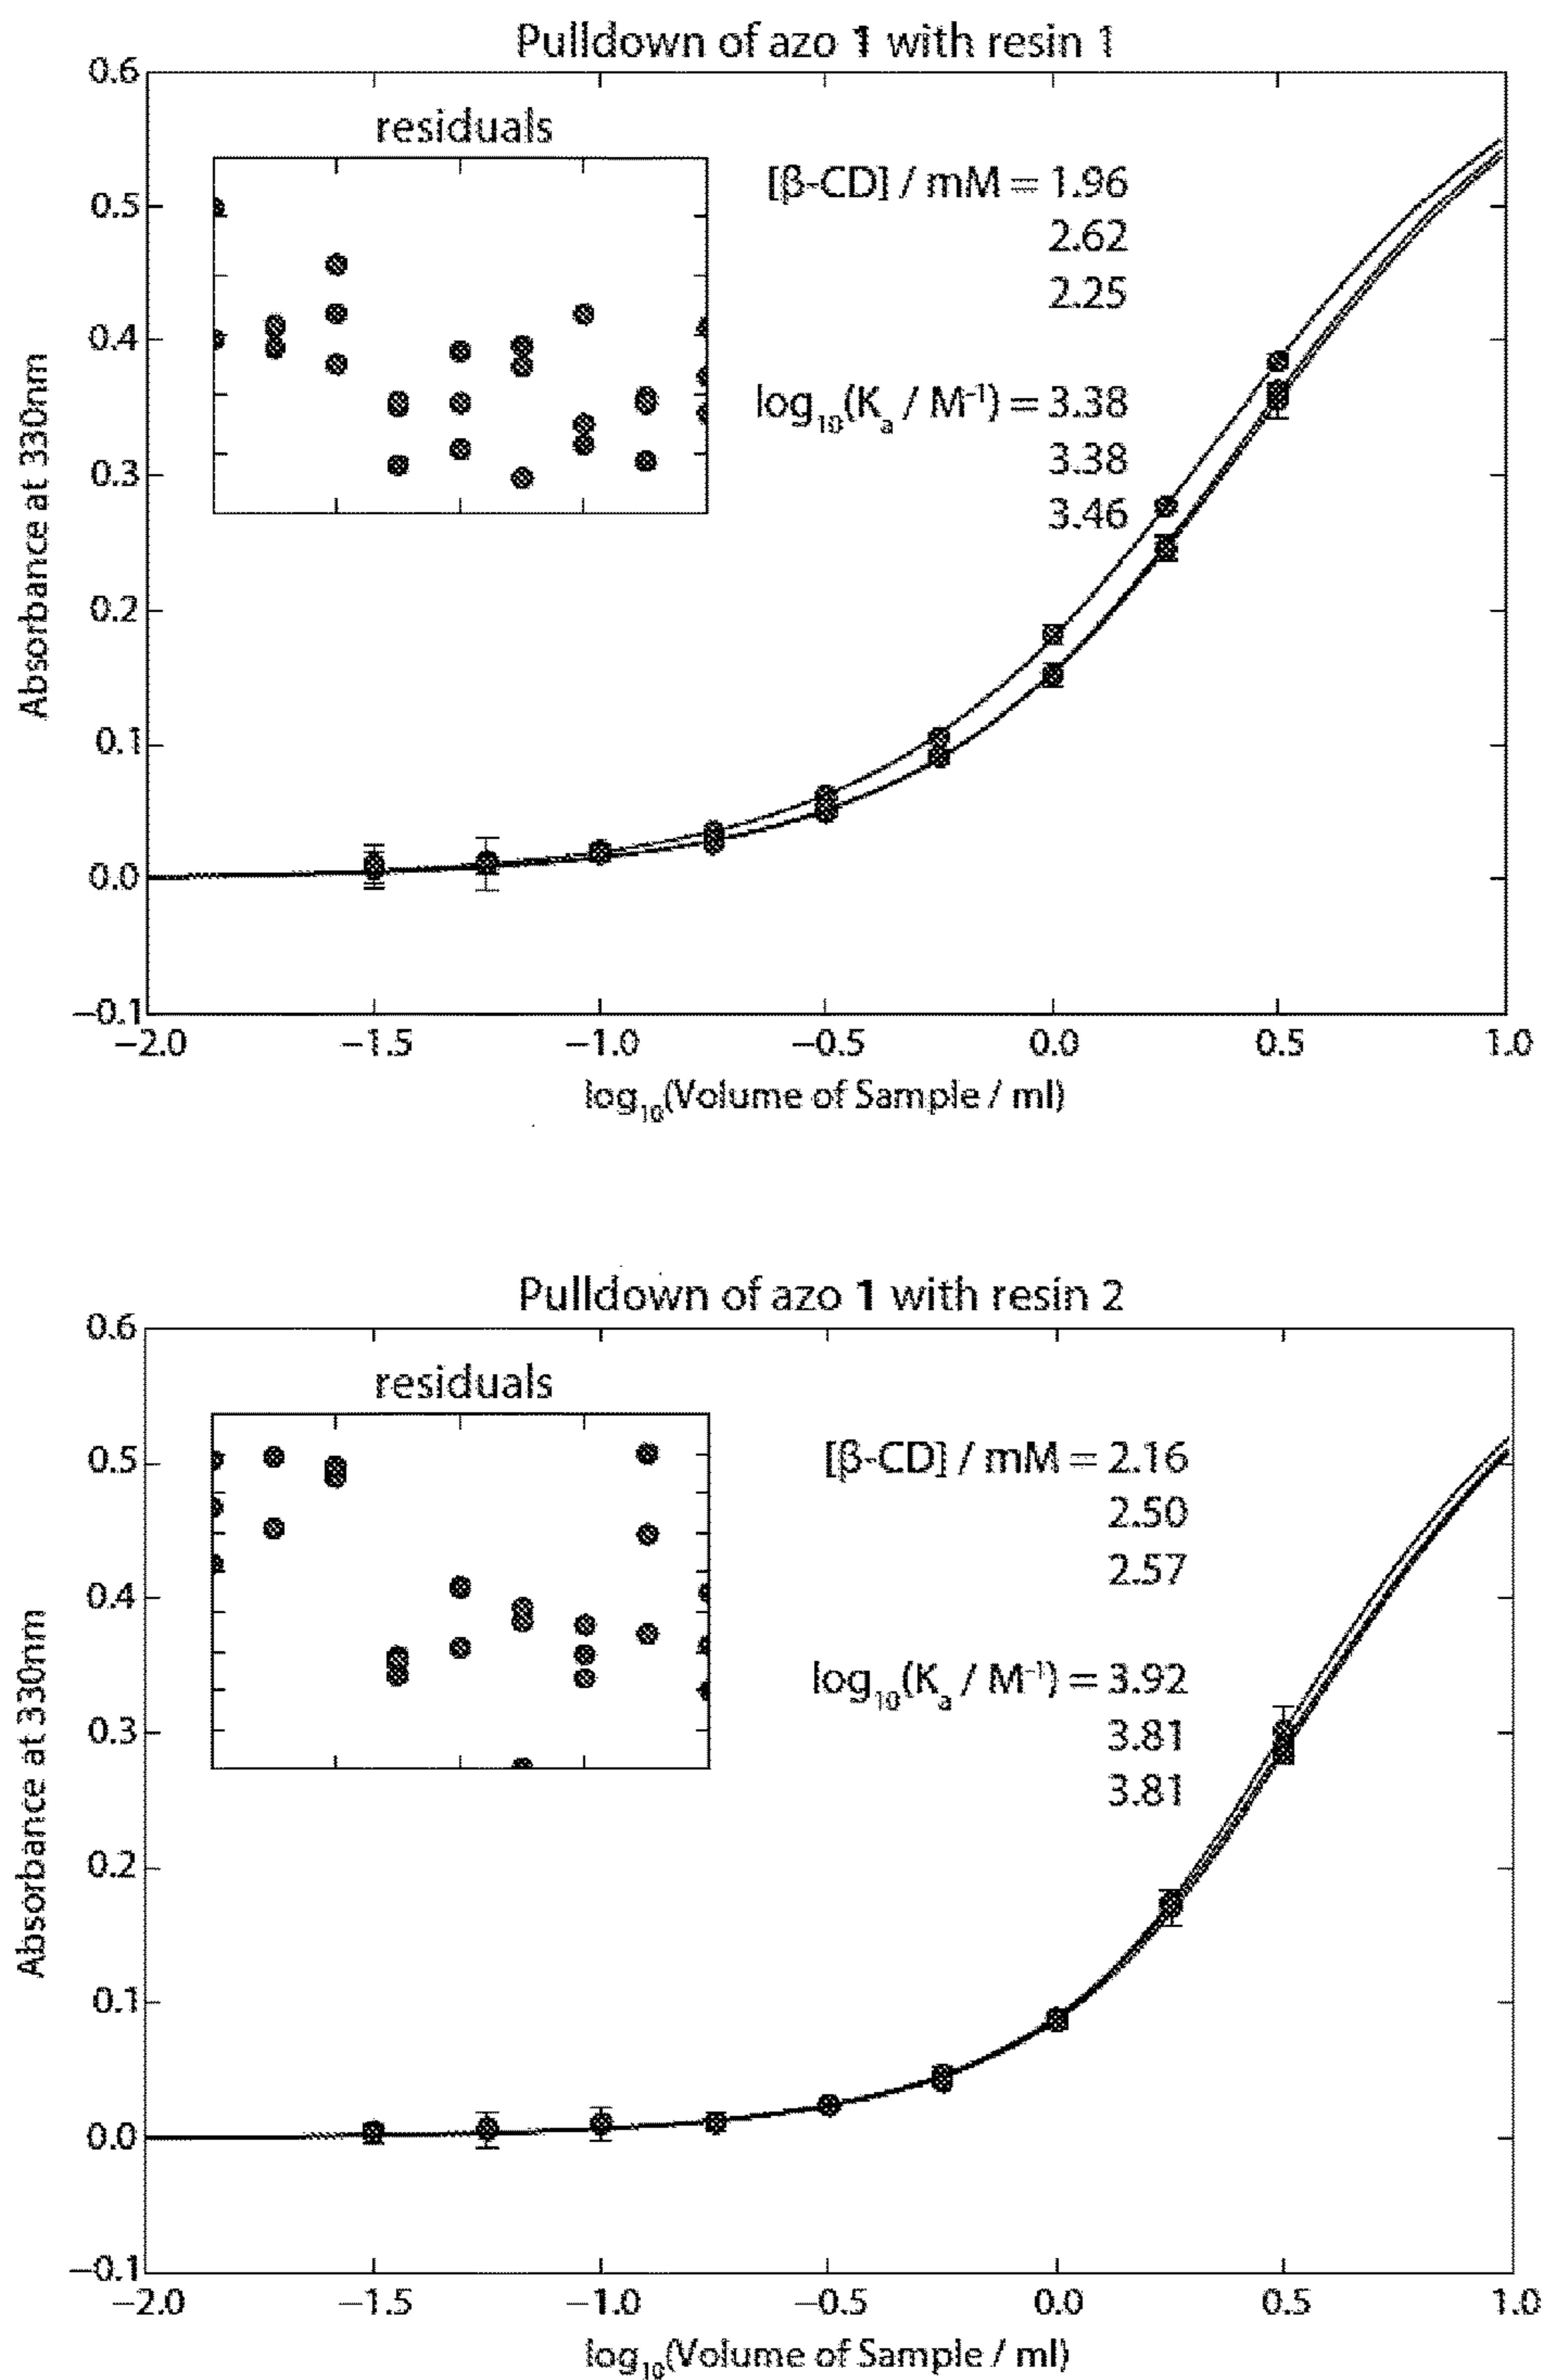 Pulldown of azo 1 with resin 1
residuals
[β-CD] / mM = 1.96
2.62
2.25
log₁₀(Kₐ / M⁻¹) = 3.38
3.38
3.46
Absorbance at 330nm
0.6
0.5
0.4
0.3
0.2
0.1
0.0
−0.1
−2.0 −1.5 −1.0 −0.5 0.0 0.5 1.0
log₁₀(Volume of Sample / ml)
Pulldown of azo 1 with resin 2
residuals
[β-CD] / mM = 2.16
2.50
2.57
log₁₀(Kₐ / M⁻¹) = 3.92
3.81
3.81
Absorbance at 330nm
0.6
0.5
0.4
0.3
0.2
0.1
0.0
−0.1
−2.0 −1.5 −1.0 −0.5 0.0 0.5 1.0
log₁₀(Volume of Sample / ml)